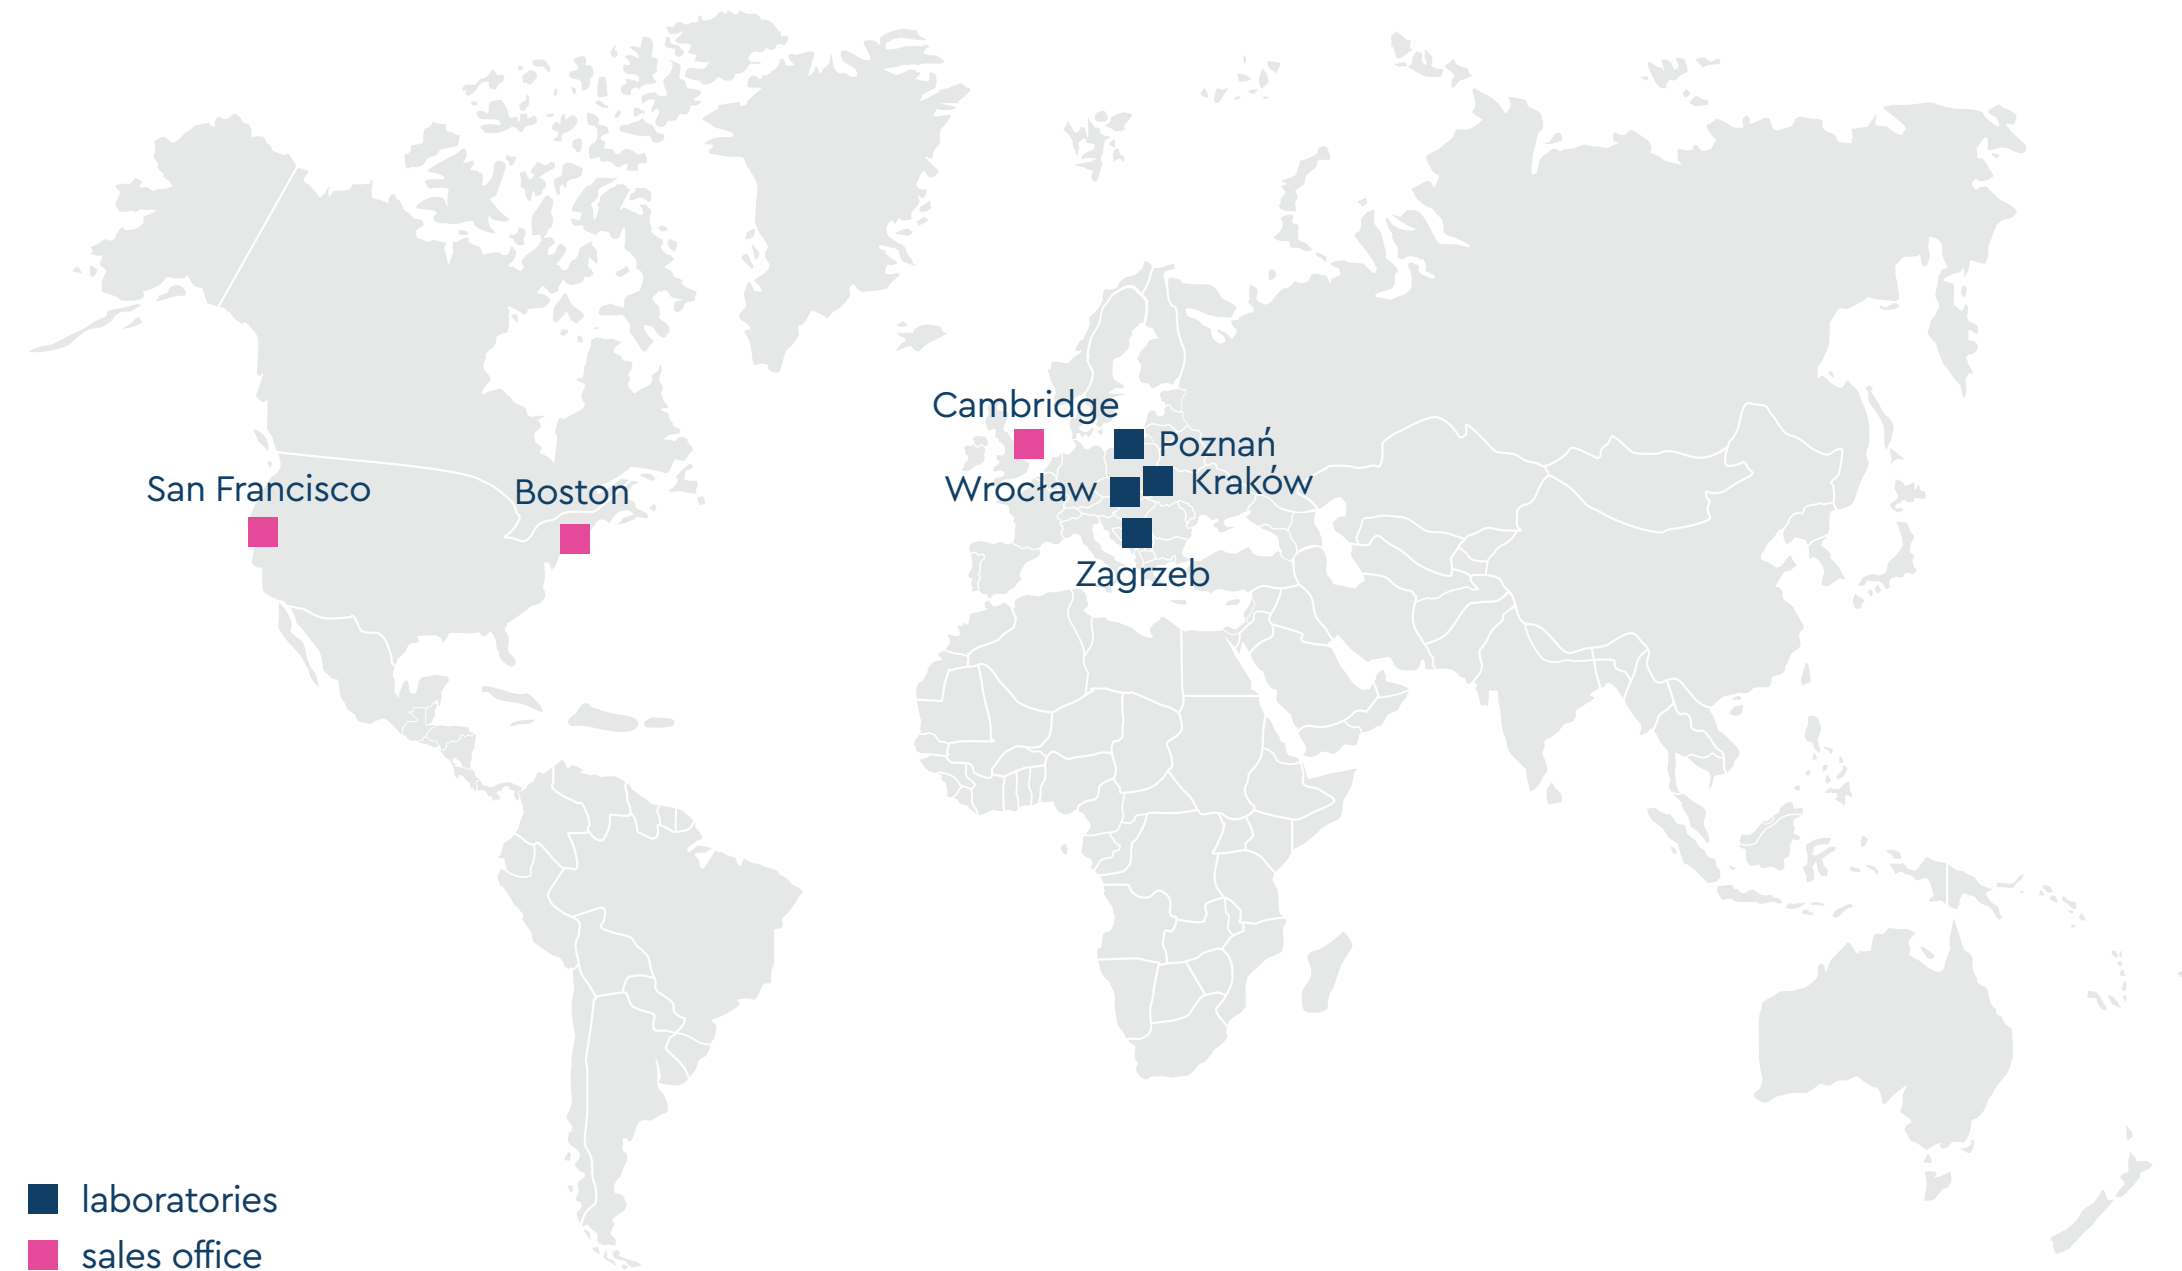 Cambridge
Poznań
Kraków
Wrocław
San Francisco
Boston
Zagrzeb
laboratories
sales office